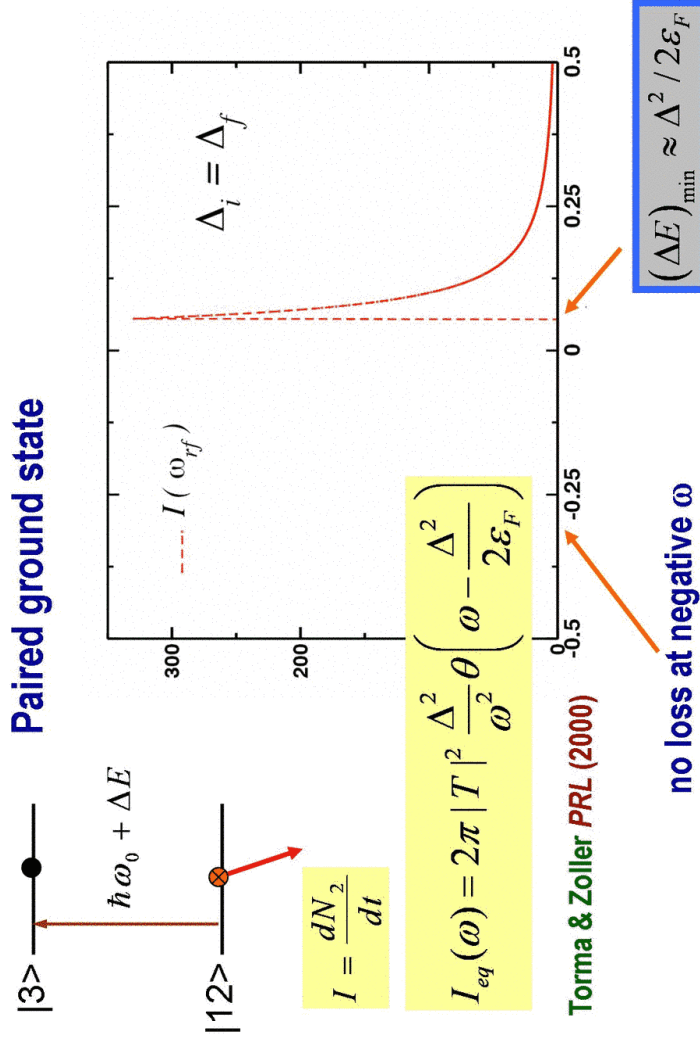 Paired ground state
|3>
ħω₀ + ΔE
|12>
I = dN₂/dt
I_eq(ω) = 2π |T|² Δ²/ω² θ(ω − Δ²/2ε_F)
Torma & Zoller PRL (2000)
I ( ω_rf )
Δ_i = Δ_f
300
200
0
-0.5
-0.25
0
0.25
0.5
no loss at negative ω
(ΔE)_min ≈ Δ² / 2ε_F